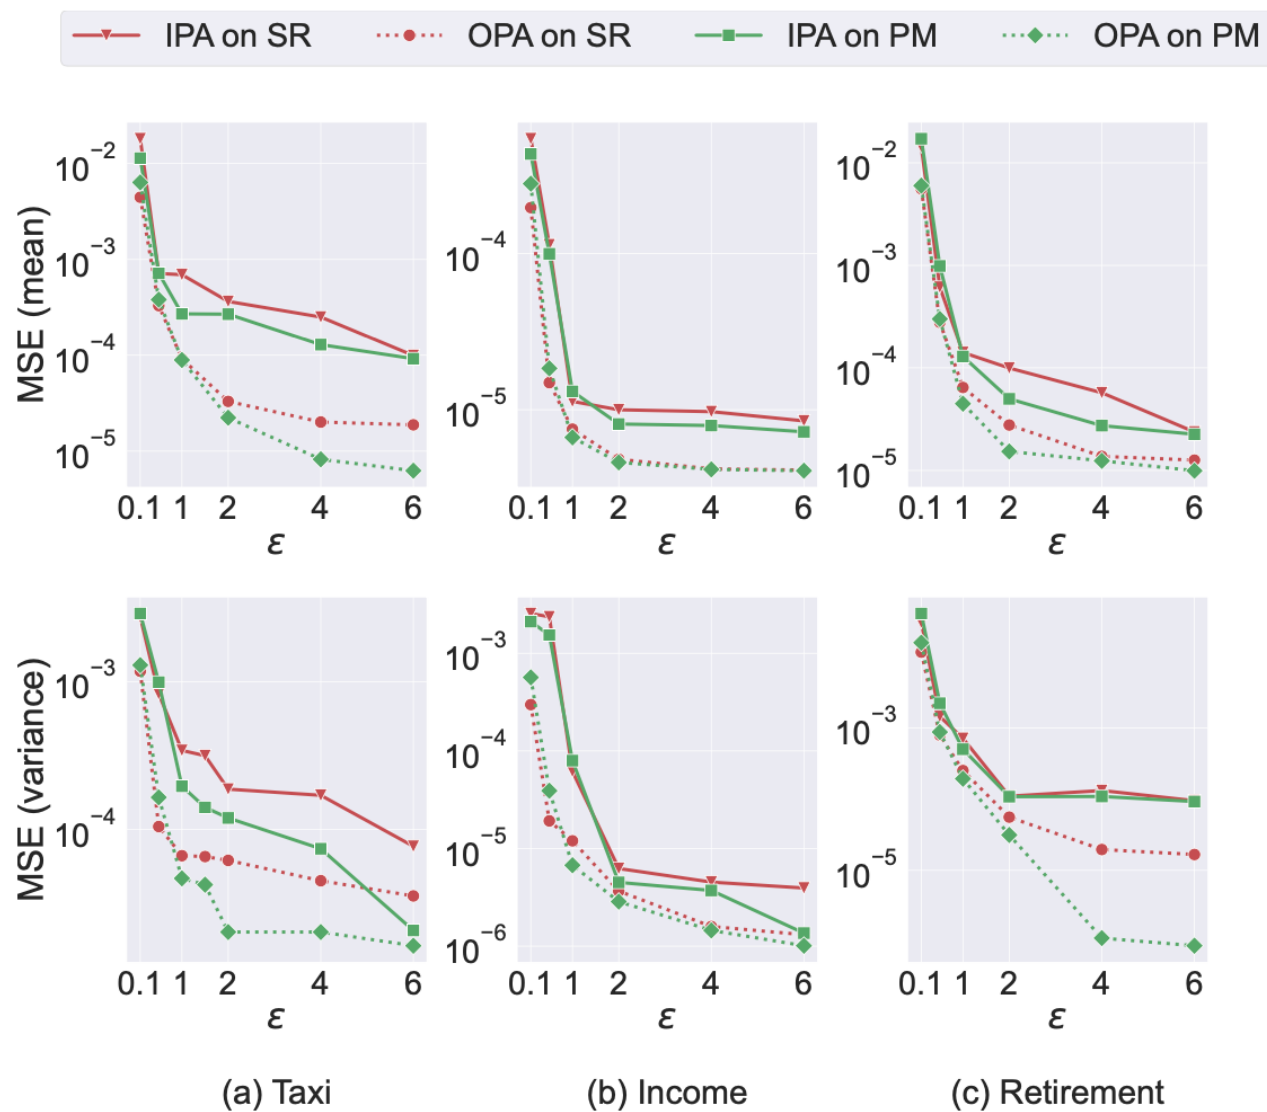 IPA on SR OPA on SR IPA on PM OPA on PM
MSE (mean)
10⁻² 10⁻³ 10⁻⁴ 10⁻⁵
0.1 1 2 4 6
ε
10⁻⁴ 10⁻⁵
0.1 1 2 4 6
ε
10⁻² 10⁻³ 10⁻⁴ 10⁻⁵
0.1 1 2 4 6
ε
MSE (variance)
10⁻³ 10⁻⁴
0.1 1 2 4 6
ε
10⁻³ 10⁻⁴ 10⁻⁵ 10⁻⁶
0.1 1 2 4 6
ε
10⁻³ 10⁻⁵
0.1 1 2 4 6
ε
(a) Taxi (b) Income (c) Retirement